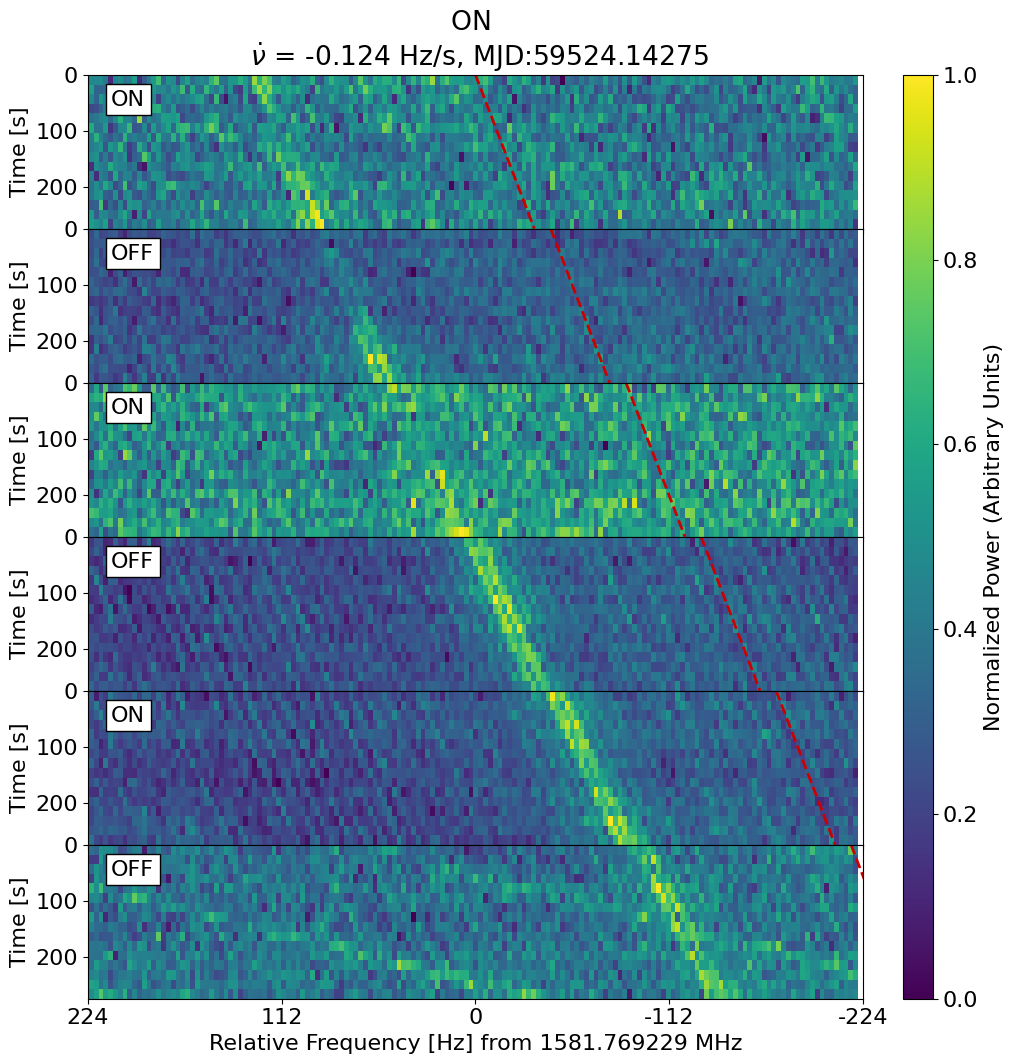 ON
ν̇ = -0.124 Hz/s, MJD:59524.14275
0
ON
100
Time [s]
200
0
OFF
100
Time [s]
200
0
ON
100
Time [s]
200
0
OFF
100
Time [s]
200
0
ON
100
Time [s]
200
0
OFF
100
Time [s]
200
224 112 0 -112 -224
Relative Frequency [Hz] from 1581.769229 MHz
1.0
0.8
0.6
0.4
0.2
0.0
Normalized Power (Arbitrary Units)